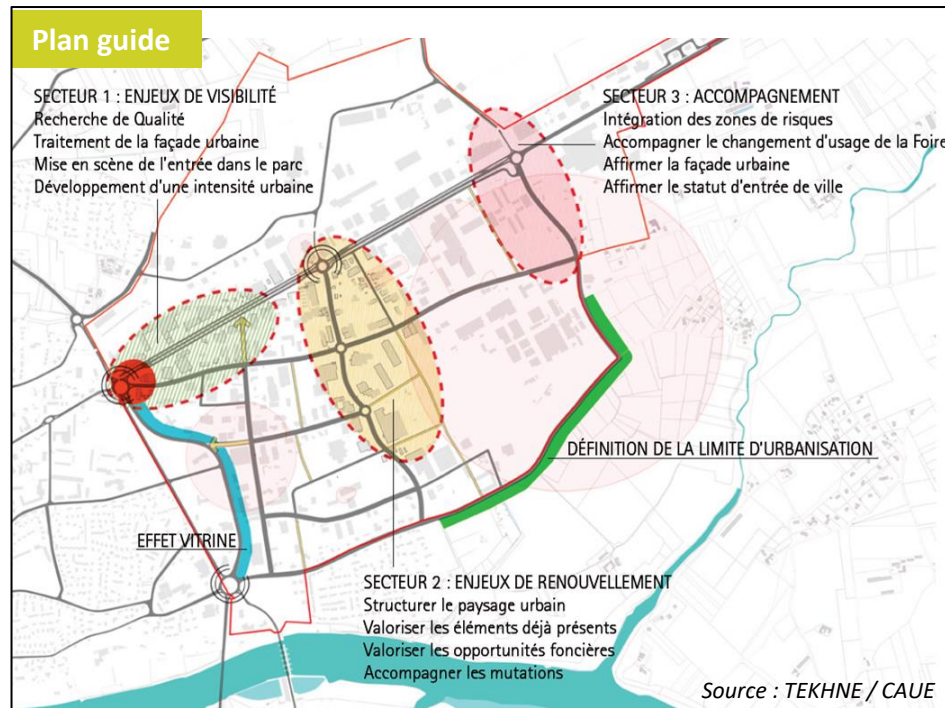 Plan guide
SECTEUR 1 : ENJEUX DE VISIBILITÉ
Recherche de Qualité
Traitement de la façade urbaine
Mise en scène de l'entrée dans le parc
Développement d'une intensité urbaine
SECTEUR 3 : ACCOMPAGNEMENT
Intégration des zones de risques
Accompagner le changement d'usage de la Foire
Affirmer la façade urbaine
Affirmer le statut d'entrée de ville
DÉFINITION DE LA LIMITE D'URBANISATION
EFFET VITRINE
SECTEUR 2 : ENJEUX DE RENOUVELLEMENT
Structurer le paysage urbain
Valoriser les éléments déjà présents
Valoriser les opportunités foncières
Accompagner les mutations
Source : TEKHNE / CAUE